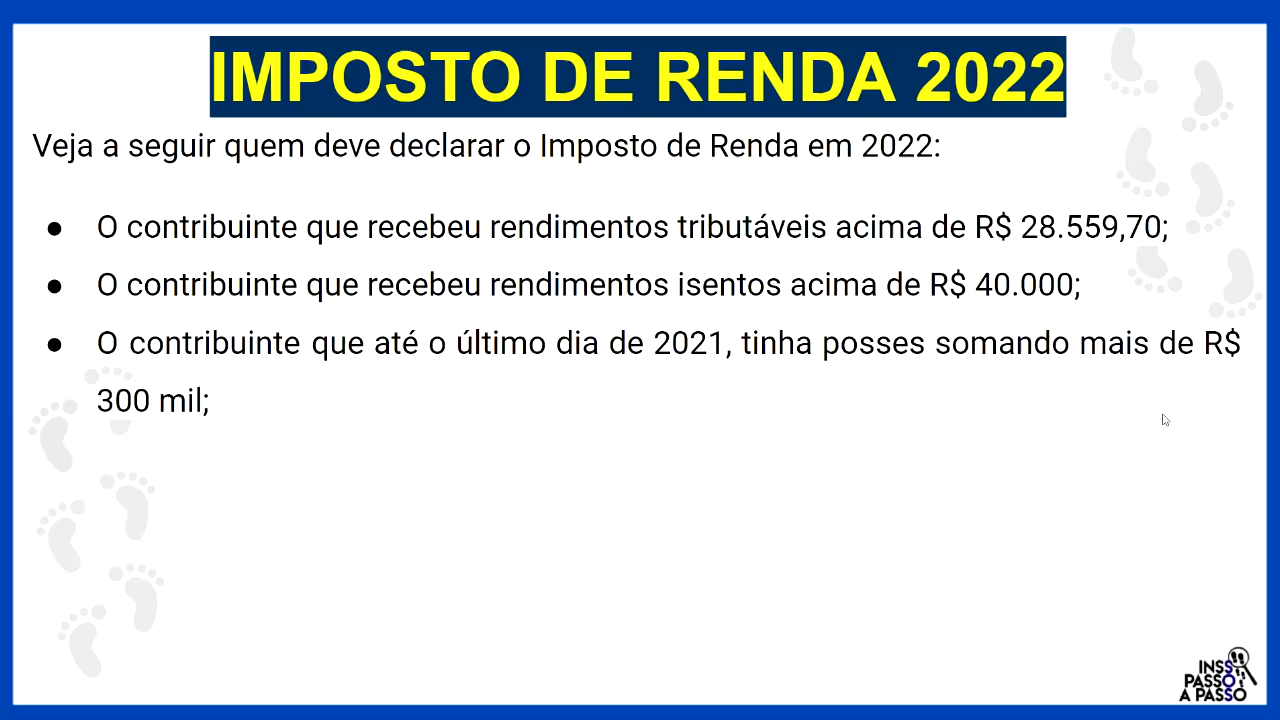 IMPOSTO DE RENDA 2022
Veja a seguir quem deve declarar o Imposto de Renda em 2022:
● O contribuinte que recebeu rendimentos tributáveis acima de R$ 28.559,70;
● O contribuinte que recebeu rendimentos isentos acima de R$ 40.000;
● O contribuinte que até o último dia de 2021, tinha posses somando mais de R$
300 mil;
INSS
PASSO
A PASSO